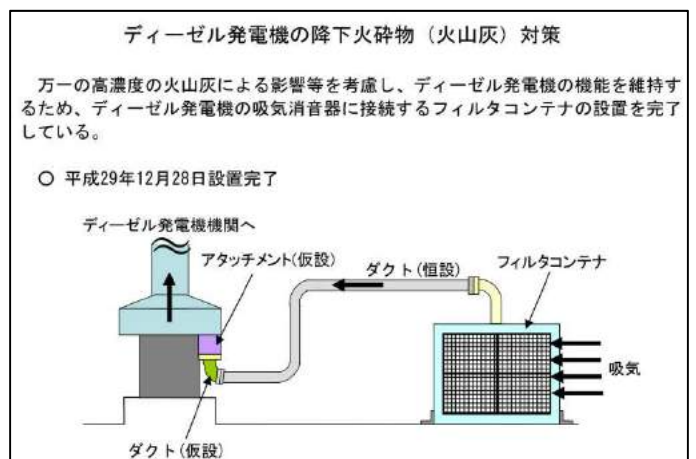 ディーゼル発電機の降下火砕物（火山灰）対策
万一の高濃度の火山灰による影響等を考慮し、ディーゼル発電機の機能を維持す
るため、ディーゼル発電機の吸気消音器に接続するフィルタコンテナの設置を完了
している。
○ 平成29年12月28日設置完了
ディーゼル発電機機関へ
アタッチメント(仮設)
ダクト(恒設)
フィルタコンテナ
吸気
ダクト(仮設)